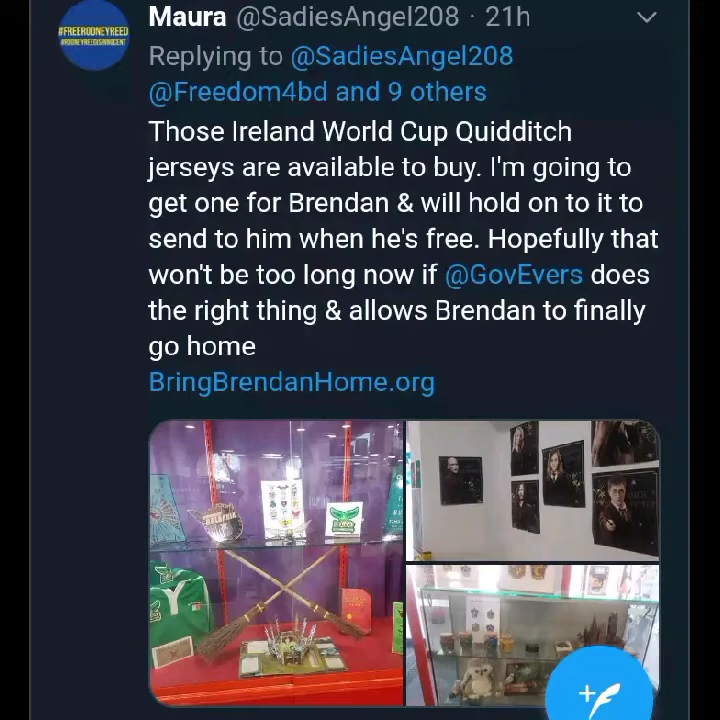 #FREERODNEYREED
#RODNEYREEDISINNOCENT
Maura @SadiesAngel208 · 21h
Replying to @SadiesAngel208
@Freedom4bd and 9 others
Those Ireland World Cup Quidditch
jerseys are available to buy. I'm going to
get one for Brendan & will hold on to it to
send to him when he's free. Hopefully that
won't be too long now if @GovEvers does
the right thing & allows Brendan to finally
go home
BringBrendanHome.org
BULGARIA